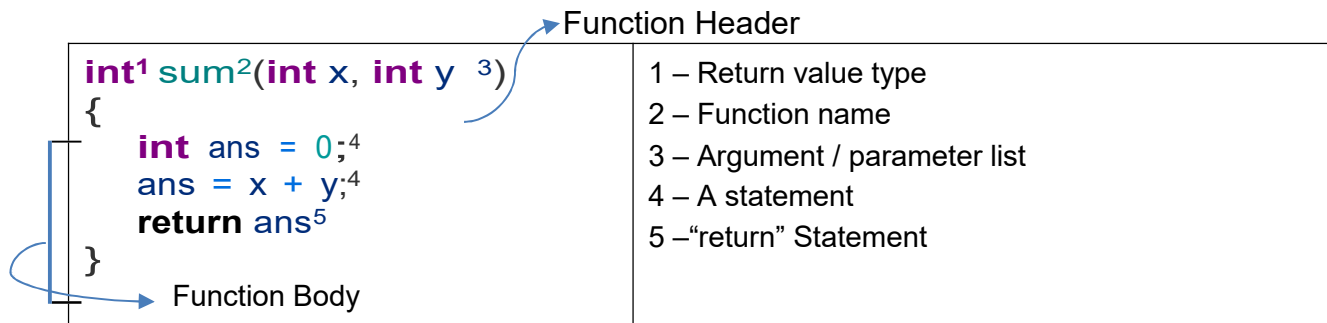 Function Header
int¹ sum²(int x, int y ³)
{
int ans = 0;⁴
ans = x + y;⁴
return ans⁵
}
Function Body
1 – Return value type
2 – Function name
3 – Argument / parameter list
4 – A statement
5 –“return” Statement